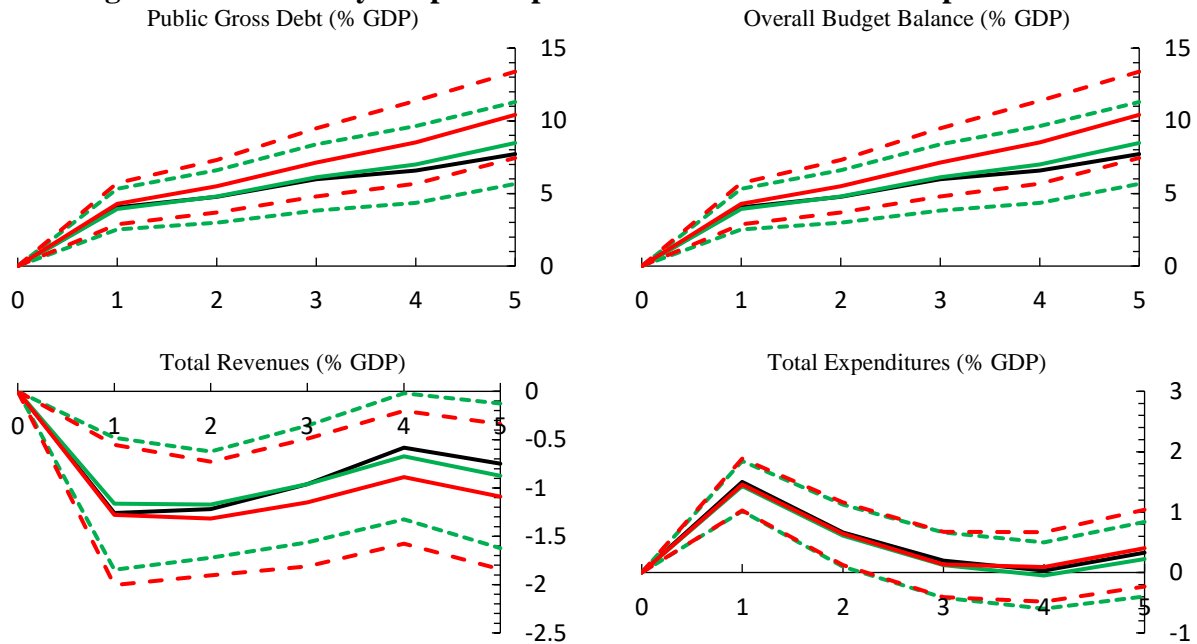 Public Gross Debt (% GDP)
15
10
5
0
0 1 2 3 4 5
Overall Budget Balance (% GDP)
15
10
5
0
0 1 2 3 4 5
Total Revenues (% GDP)
0
0 1 2 3 4 5
-0.5
-1
-1.5
-2
-2.5
Total Expenditures (% GDP)
3
2
1
0
0 1 2 3 4 5
-1